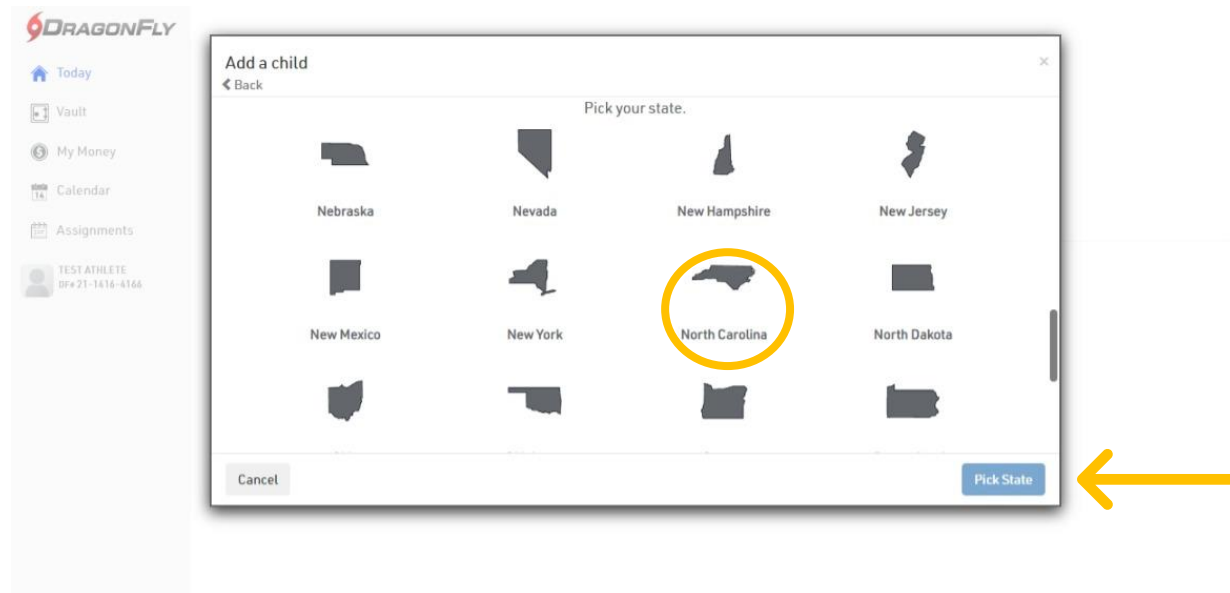 DRAGONFLY
Today
Vault
My Money
Calendar
Assignments
TEST ATHLETE
DF# 21-1616-4166
Add a child
Back
Pick your state.
Nebraska Nevada New Hampshire New Jersey
New Mexico New York North Carolina North Dakota
Cancel Pick State